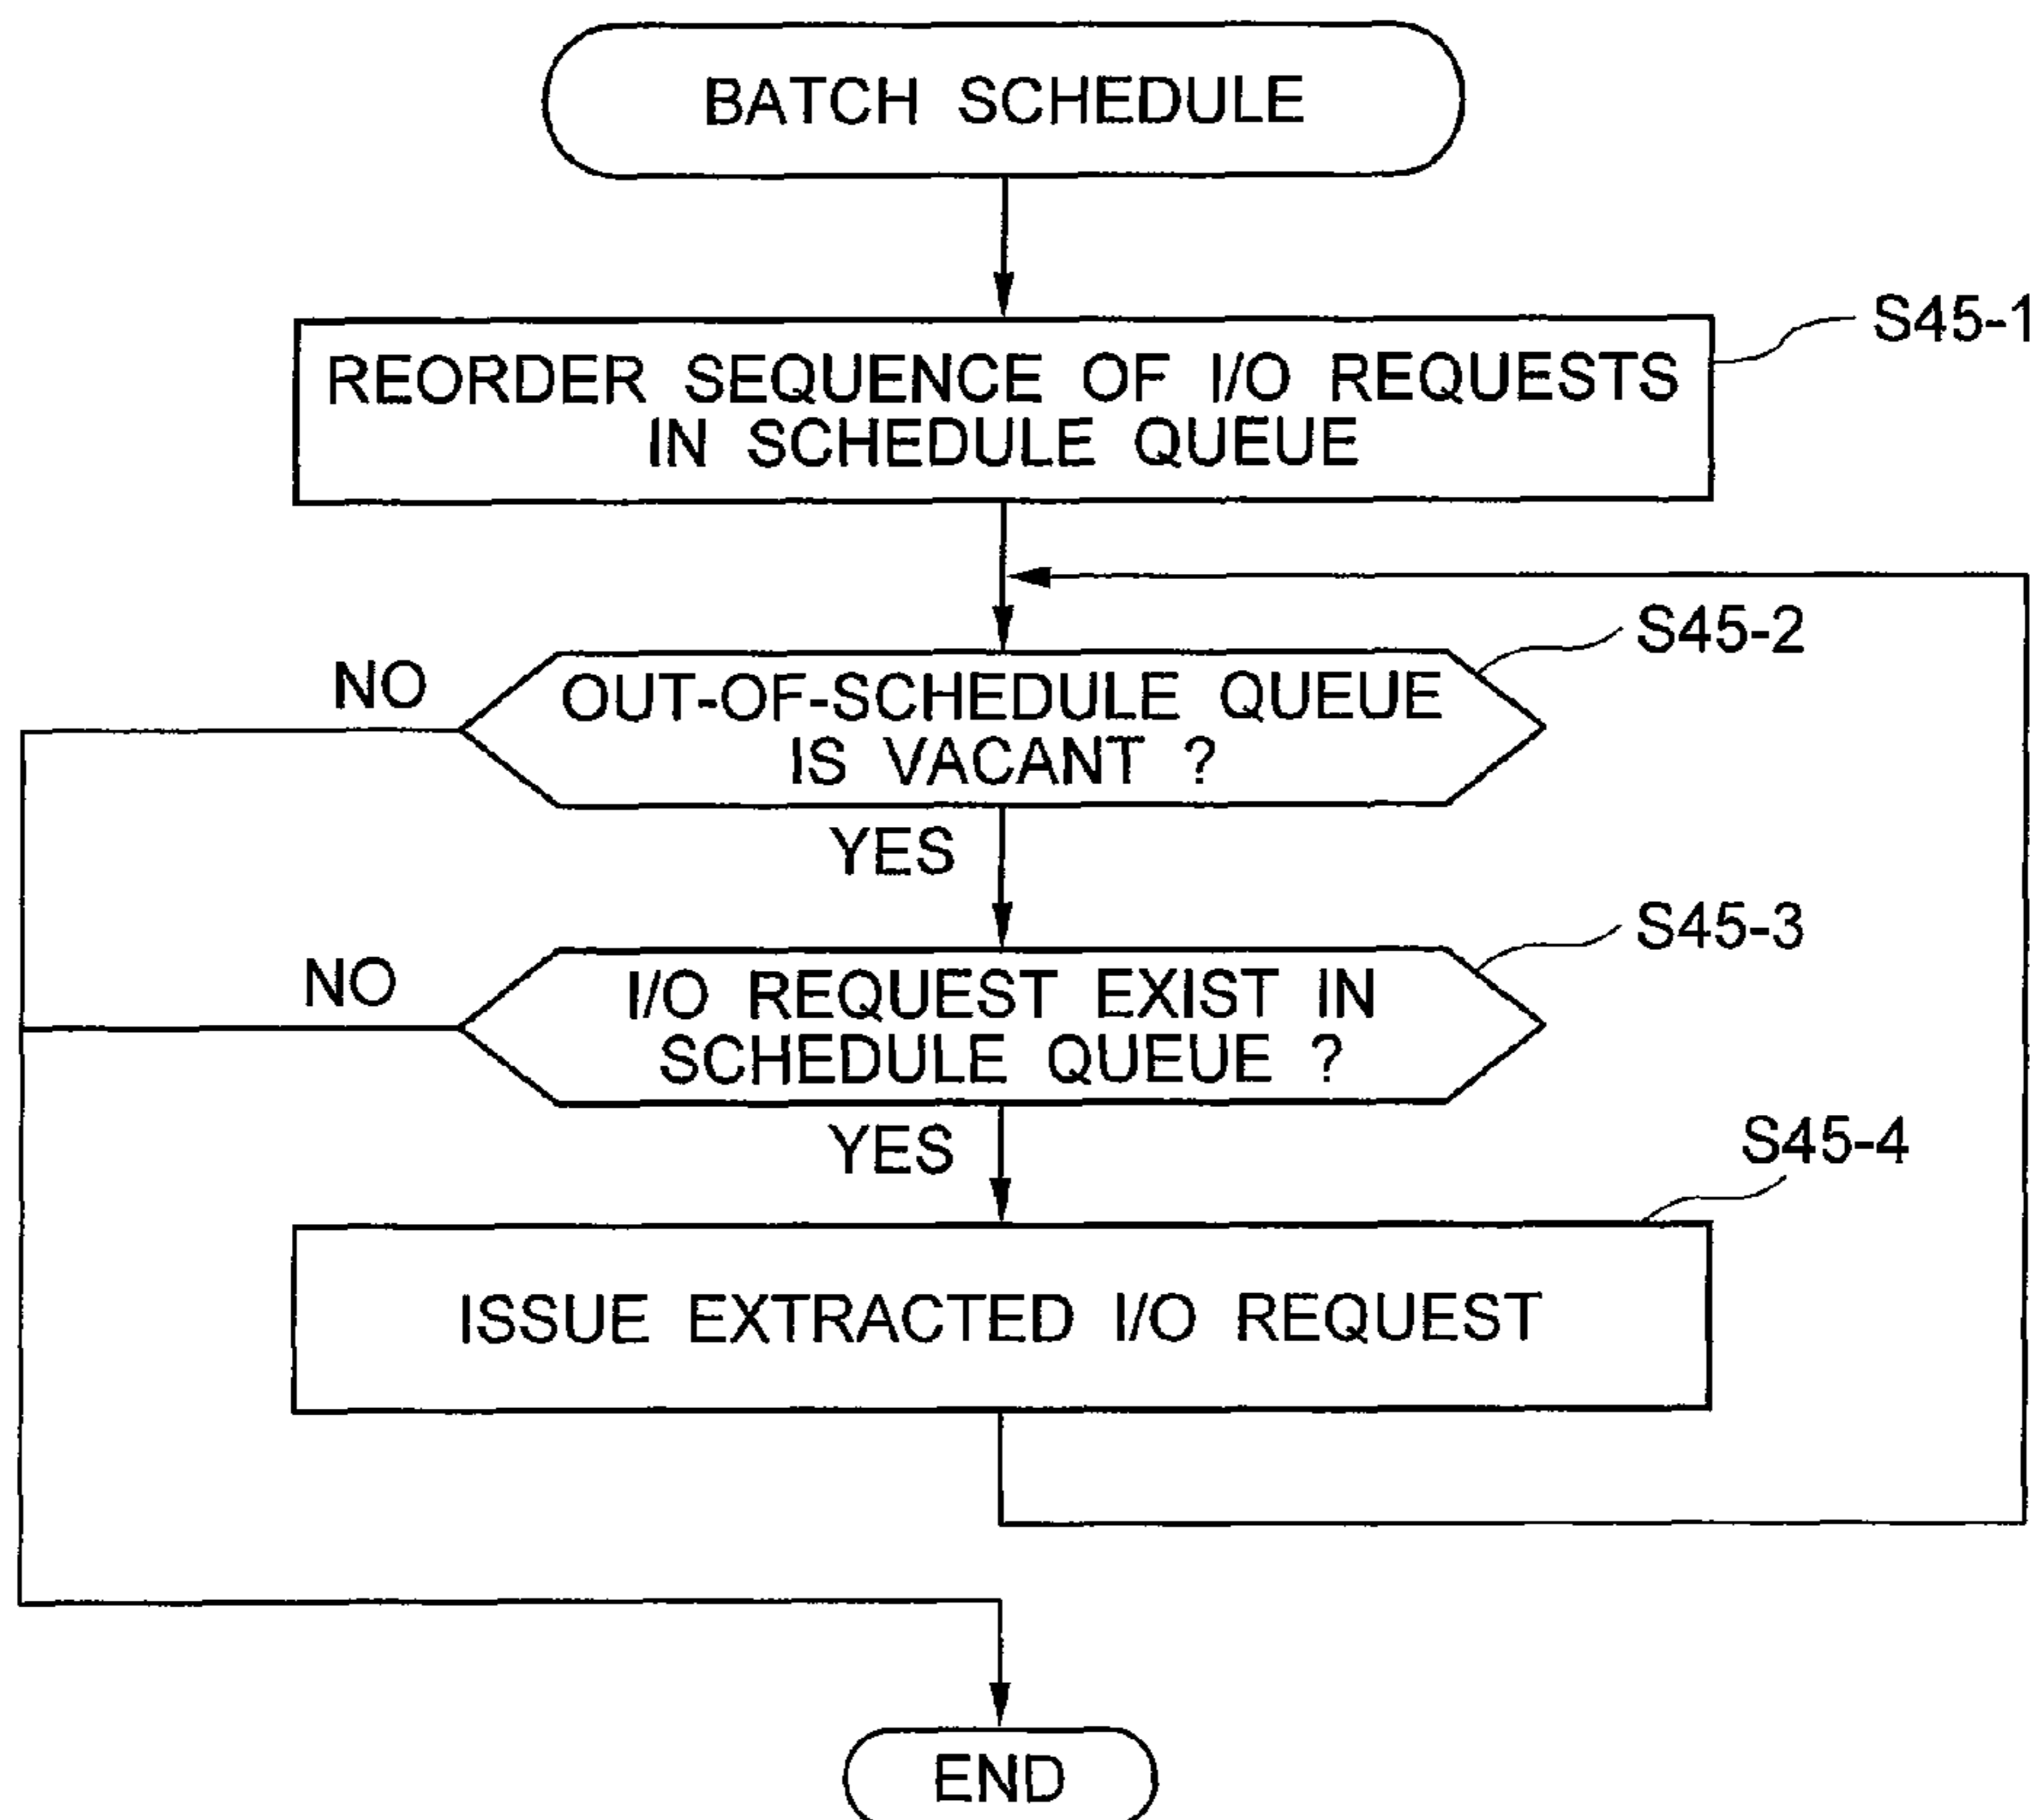 BATCH SCHEDULE
S45-1
REORDER SEQUENCE OF I/O REQUESTS
IN SCHEDULE QUEUE
S45-2
NO
OUT-OF-SCHEDULE QUEUE
IS VACANT ?
YES
S45-3
NO
I/O REQUEST EXIST IN
SCHEDULE QUEUE ?
YES
S45-4
ISSUE EXTRACTED I/O REQUEST
END